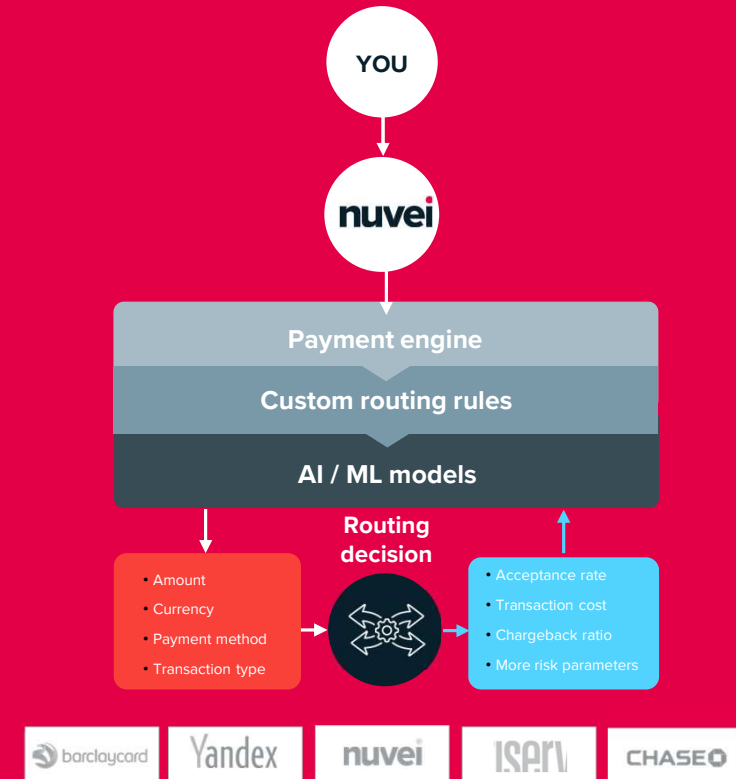 YOU
nuvei
Payment engine
Custom routing rules
AI / ML models
Routing
decision
• Amount
• Currency
• Payment method
• Transaction type
• Acceptance rate
• Transaction cost
• Chargeback ratio
• More risk parameters
barclaycard
Yandex
nuvei
CHASE